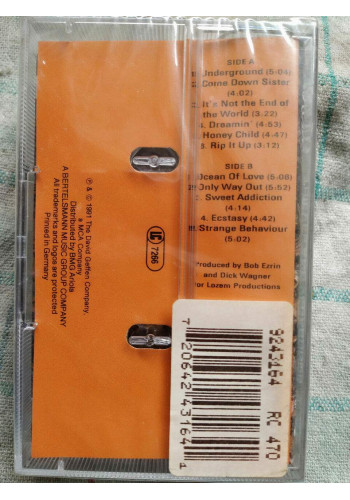 SIDE A
Underground (5:04)
Come Down Sister
(4:02)
It's Not the End of
the World (3.22)
Dreamin' (4:53)
Honey Child (4:47)
Rip It Up (3:12)
SIDE B
Ocean Of Love (5:08)
Only Way Out (5:52)
Sweet Addiction
(4:14)
4. Ecstasy (4:42)
Strange Behaviour
(5:02)
Produced by Bob Ezrin
and Dick Wagner
for Lozem Productions
℗ & © 1991 The David Geffen Company,
a MCA Company
Distributed by BMG Ariola
A BERTELSMANN MUSIC GROUP COMPANY
All trademarks
and logos are protected
Printed in Germany
LC 7266
9243164 RC 470
7 20642 43164 4